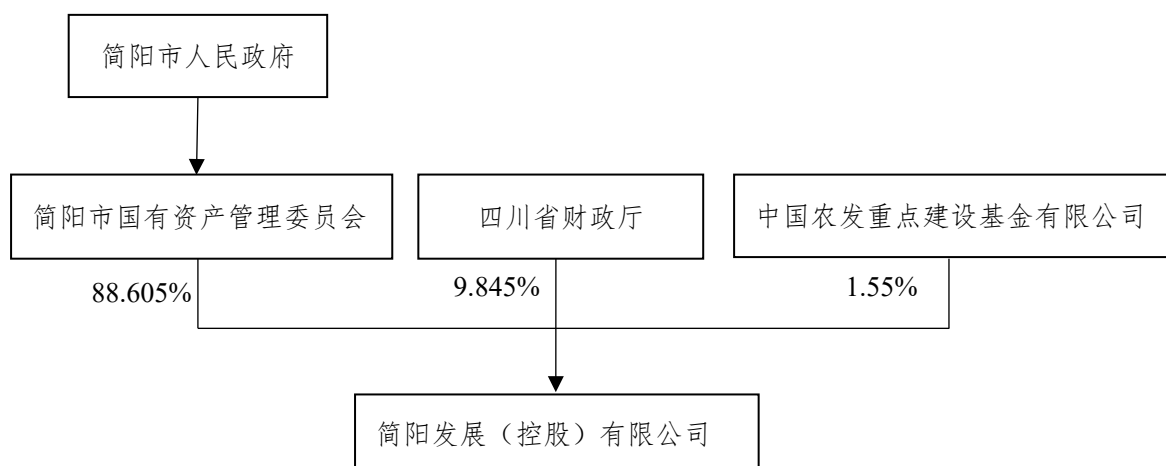 简阳市人民政府
简阳市国有资产管理委员会
四川省财政厅
中国农发重点建设基金有限公司
88.605%
9.845%
1.55%
简阳发展（控股）有限公司